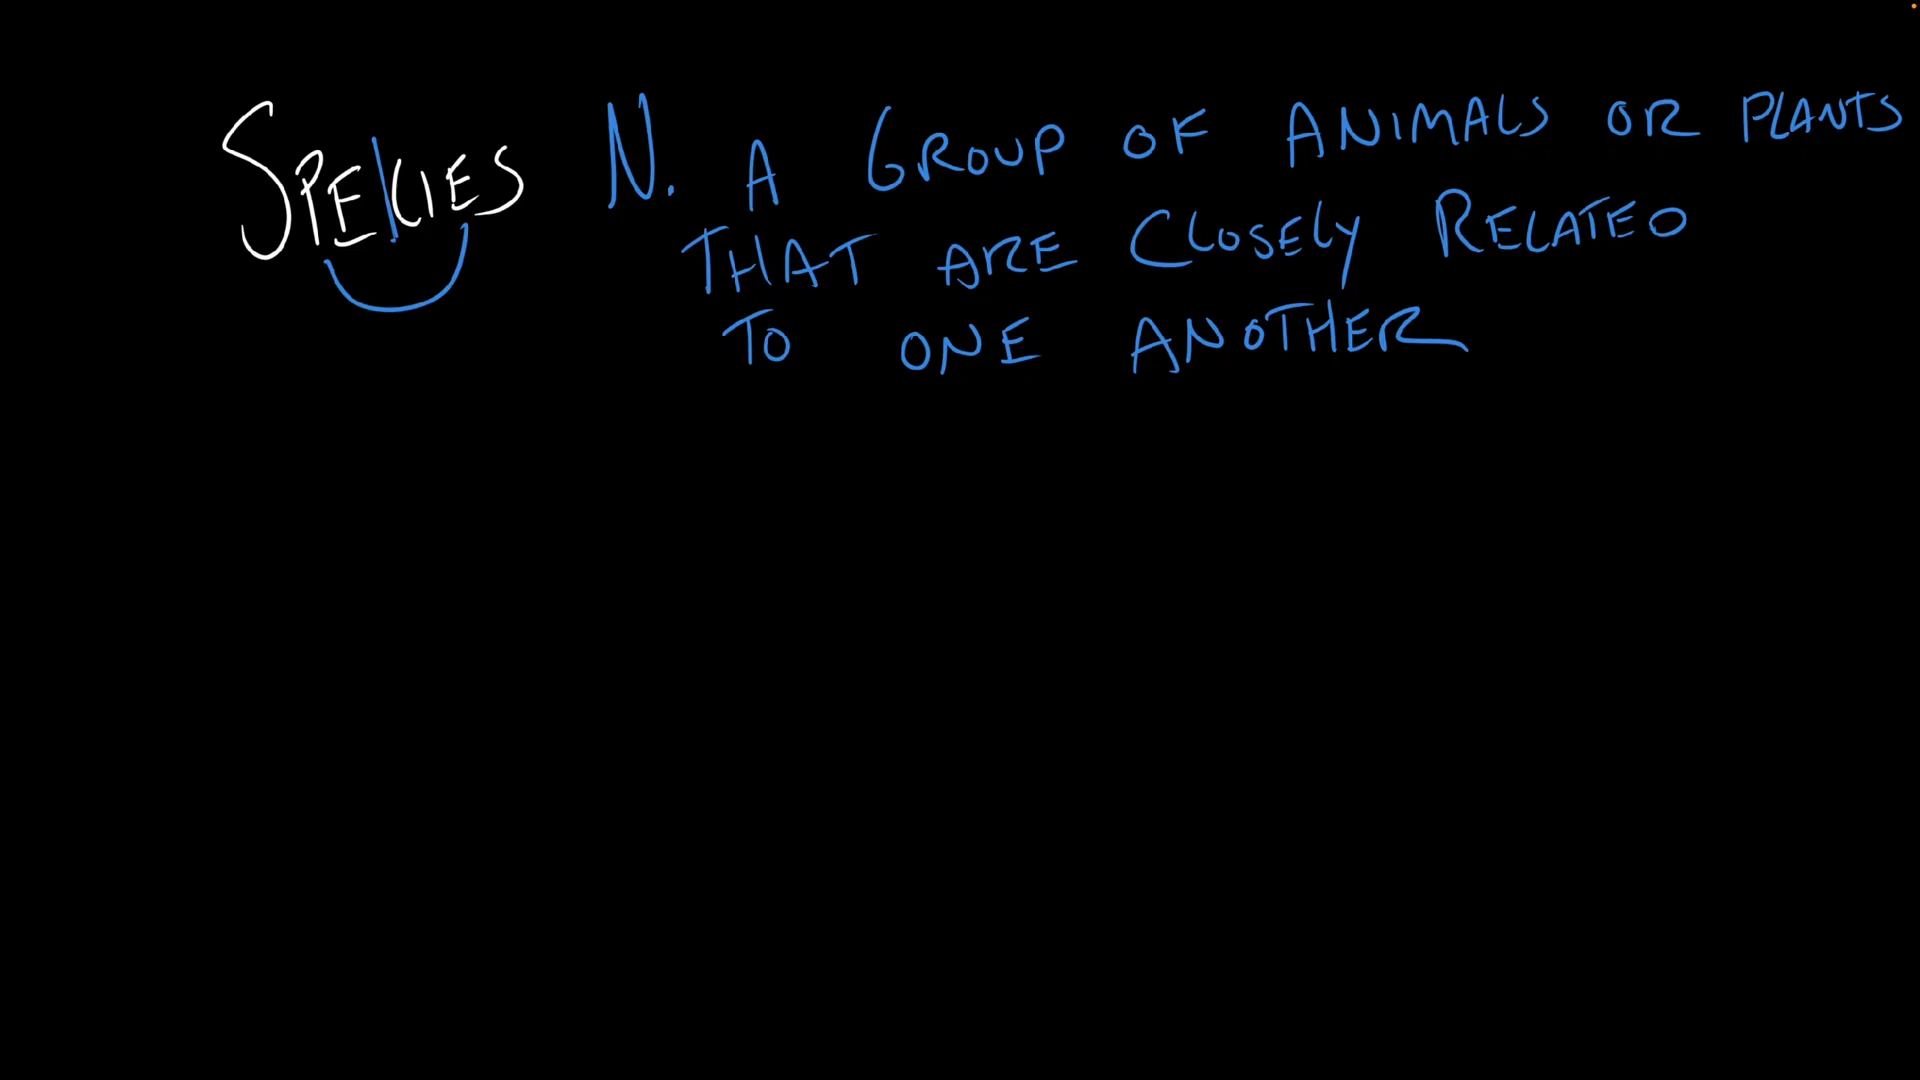 SPECIES N. A GROUP OF ANIMALS OR PLANTS
THAT ARE CLOSELY RELATED
TO ONE ANOTHER